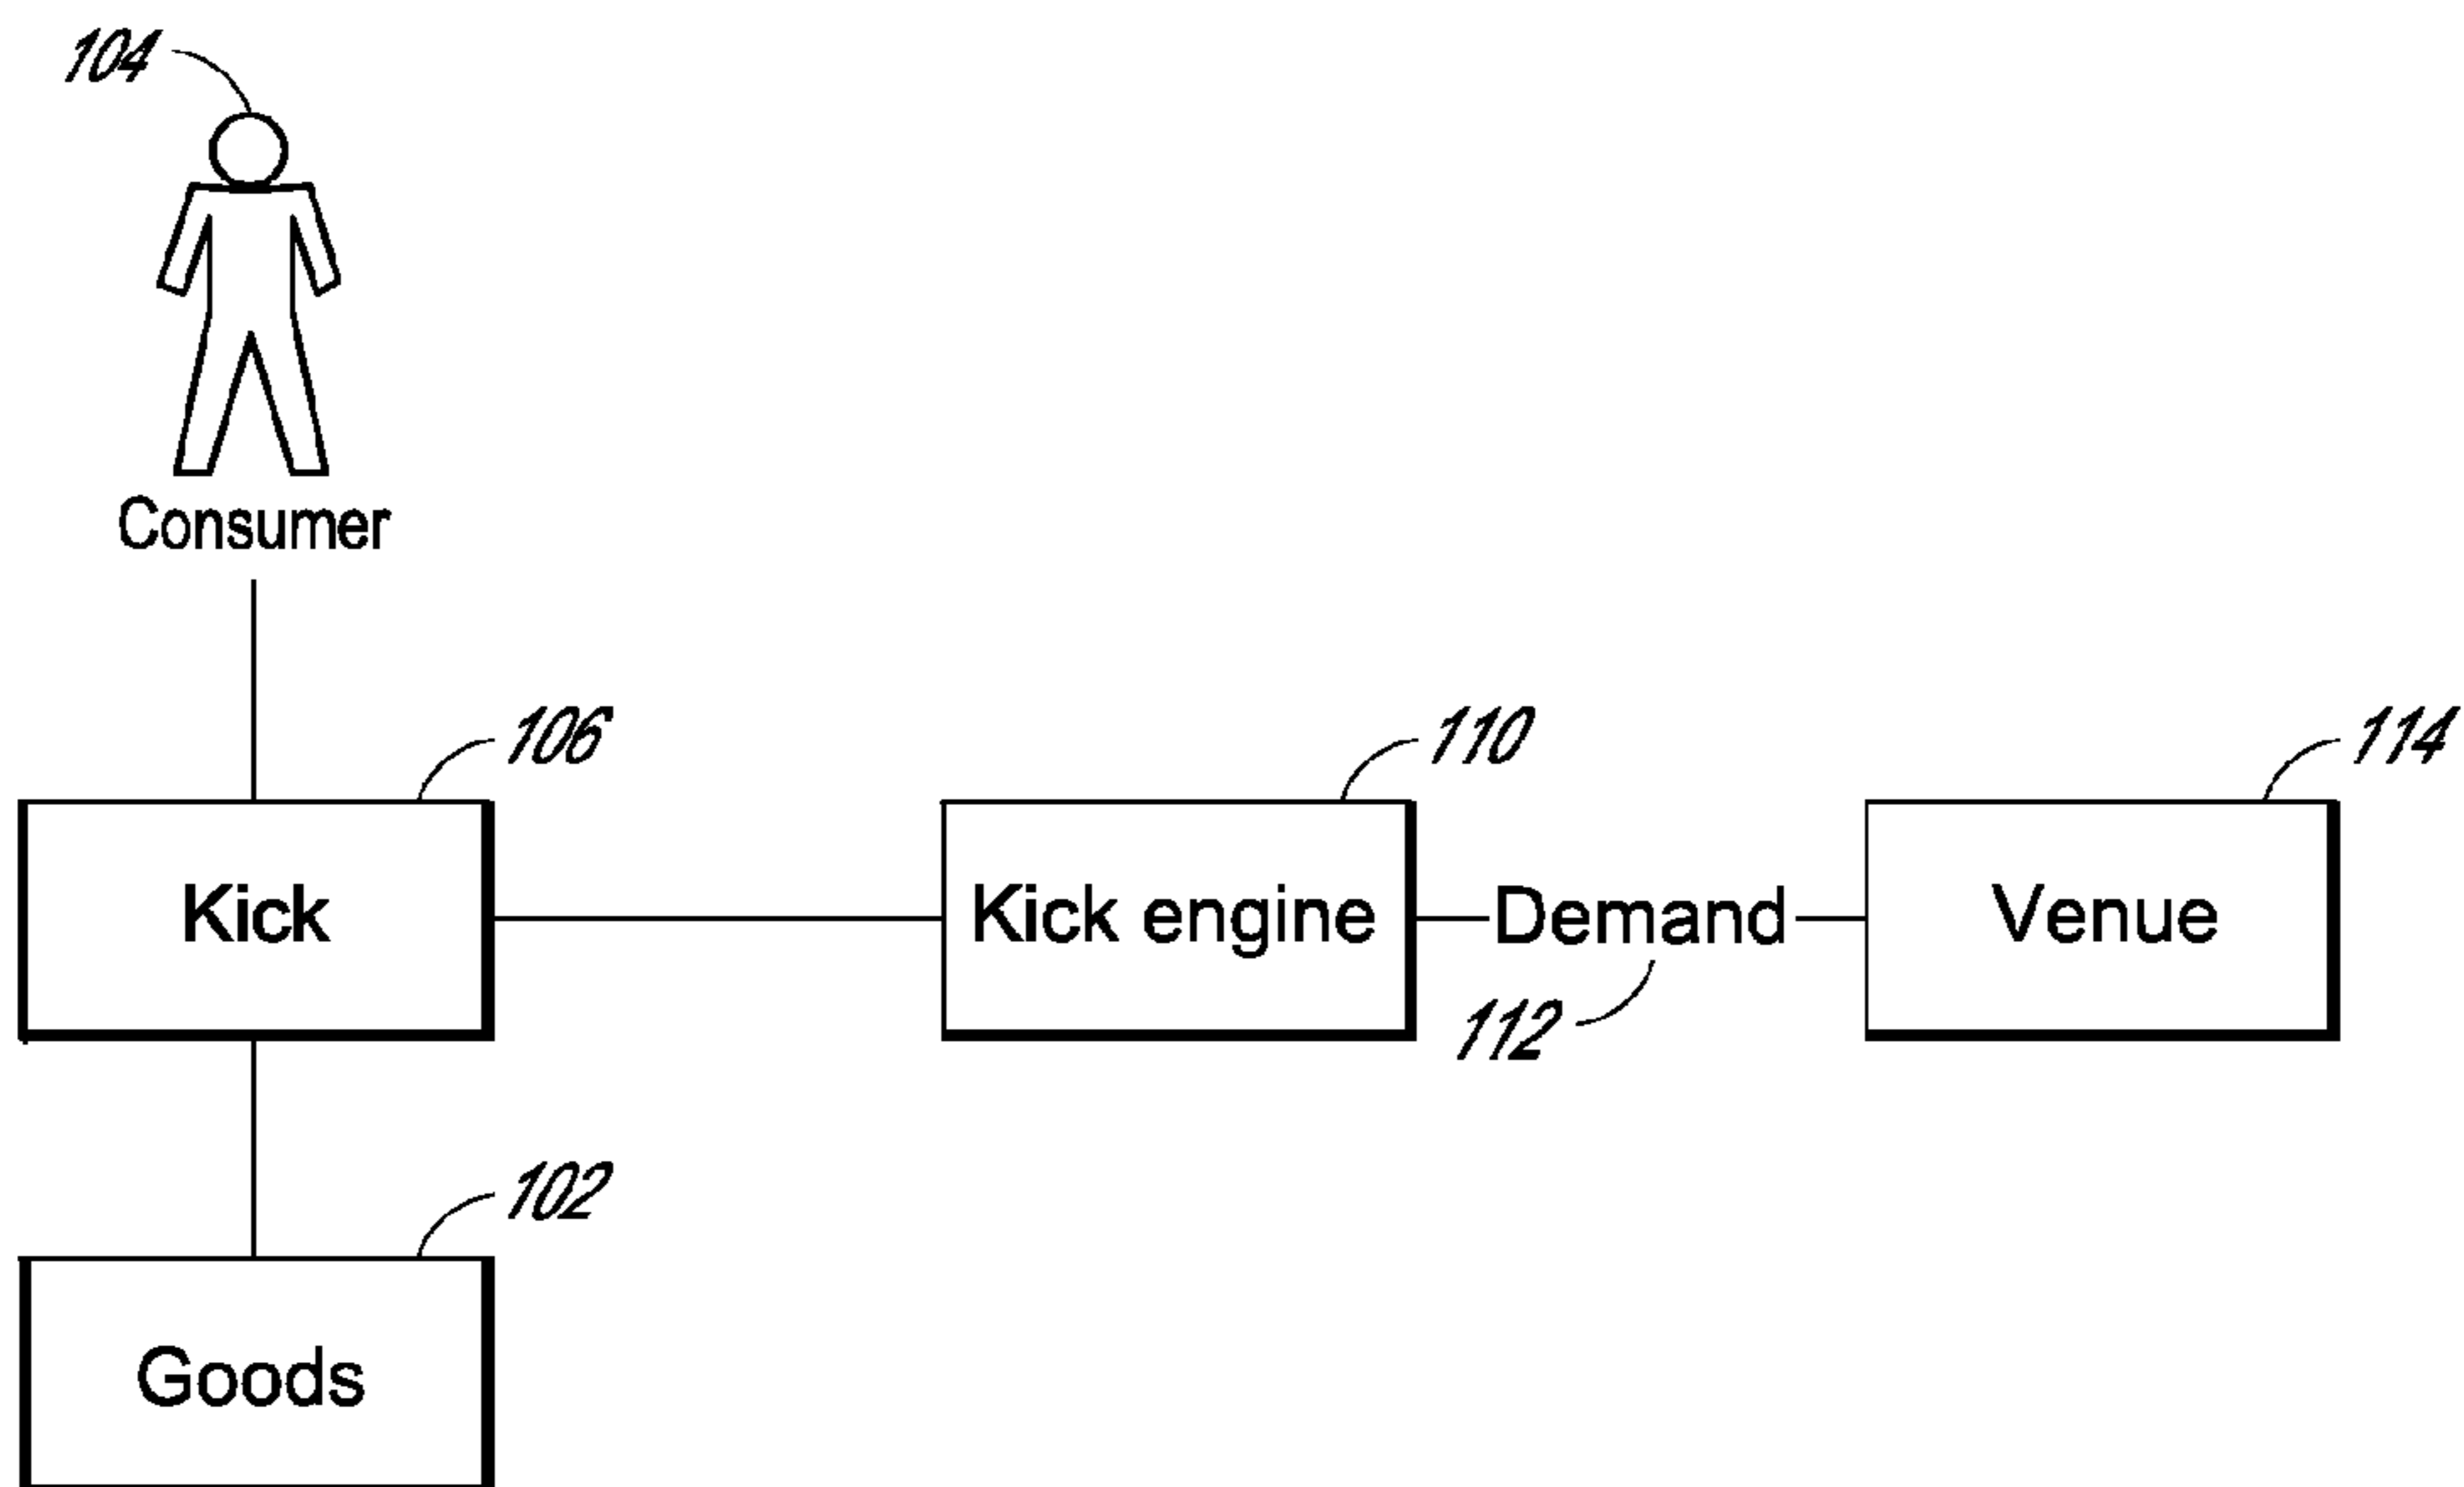 104
Consumer
106
110
114
Kick
Kick engine
Demand
Venue
112
102
Goods